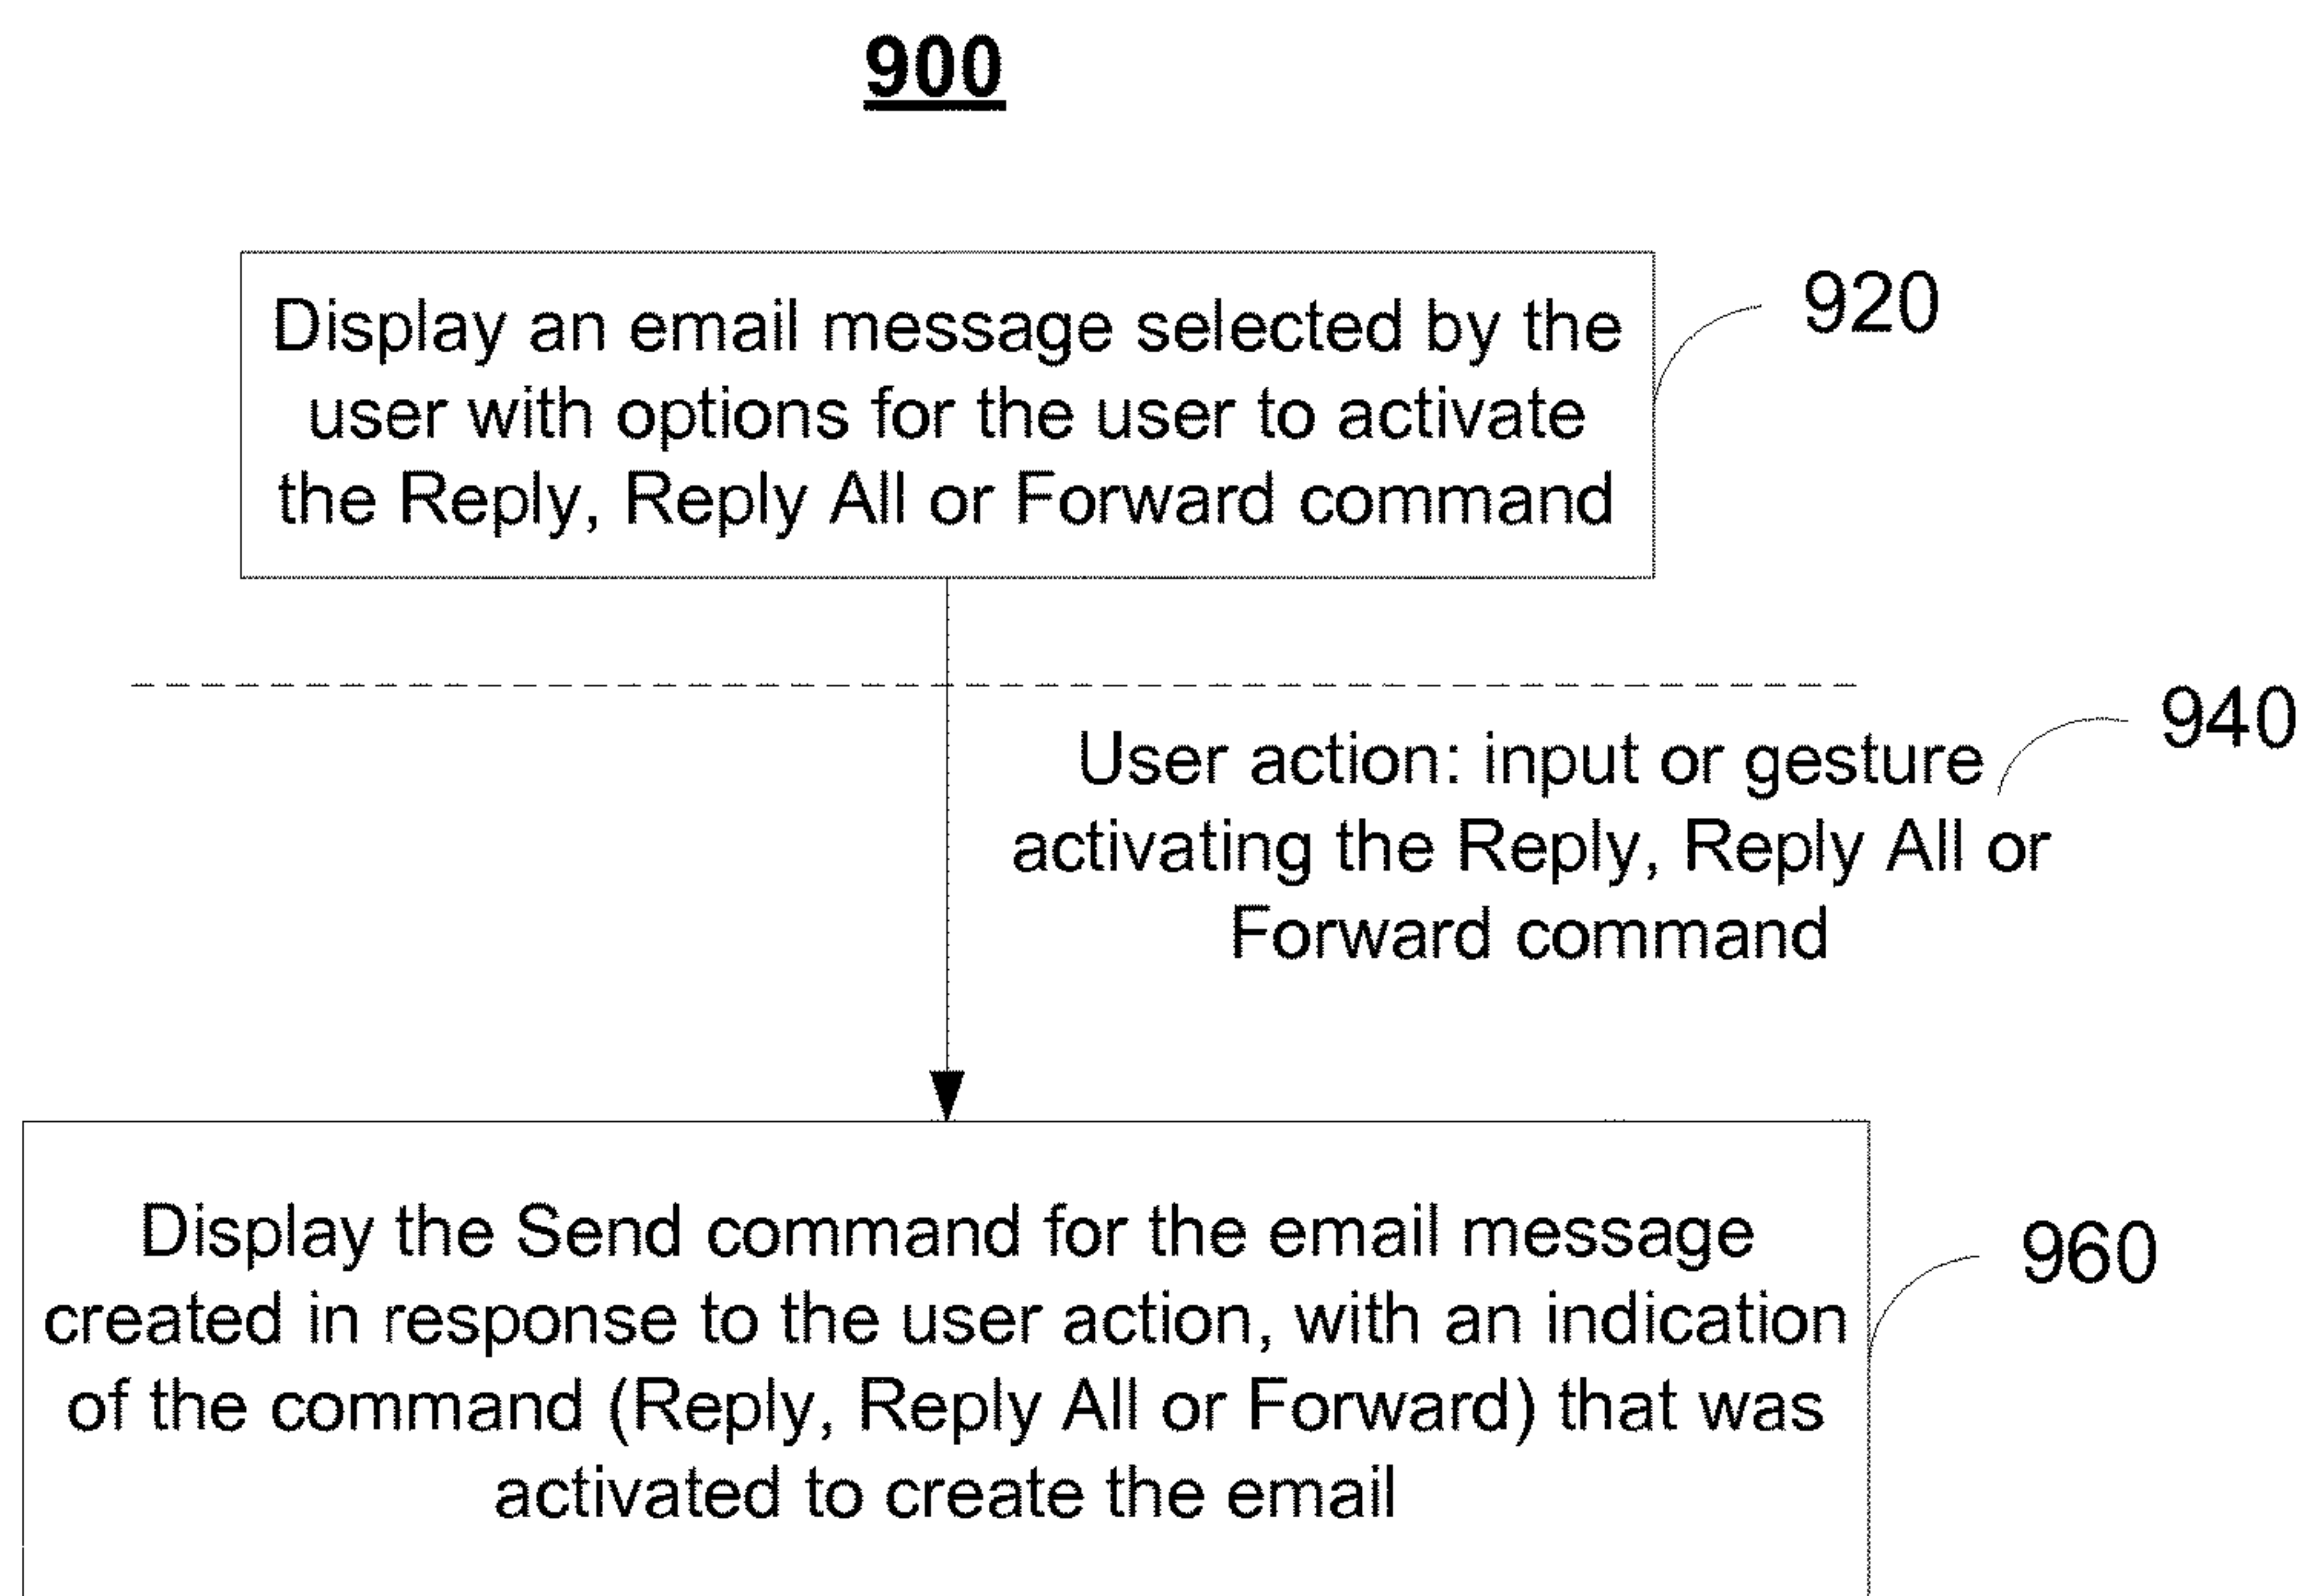 900
Display an email message selected by the
user with options for the user to activate
the Reply, Reply All or Forward command
920
940
User action: input or gesture
activating the Reply, Reply All or
Forward command
Display the Send command for the email message
created in response to the user action, with an indication
of the command (Reply, Reply All or Forward) that was
activated to create the email
960